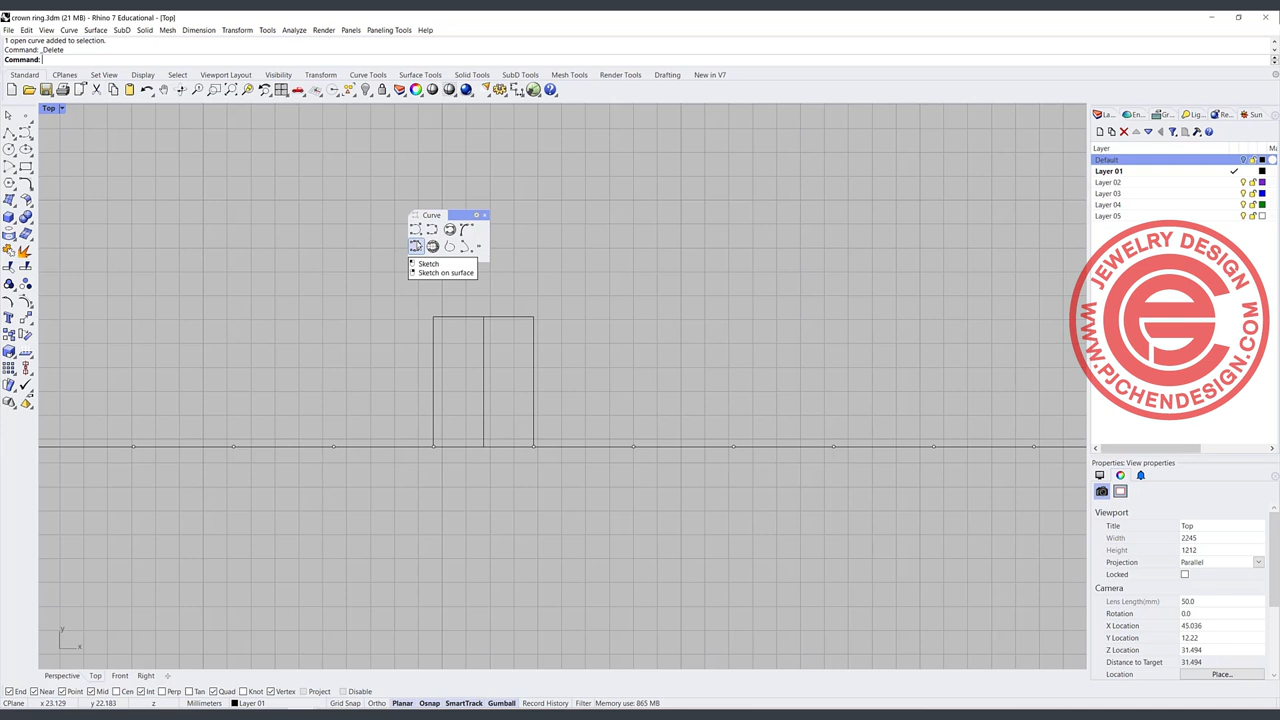 crown ring.3dm (21 MB) - Rhino 7 Educational - [Top]
File Edit View Curve Surface SubD Solid Mesh Dimension Transform Tools Analyze Render Panels Paneling Tools Help
1 open curve added to selection.
Command: _Delete
Command:
Standard CPlanes Set View Display Select Viewport Layout Visibility Transform Curve Tools Surface Tools Solid Tools SubD Tools Mesh Tools Render Tools Drafting New in V7
Top
La... En... Gr... Lig... Re... Sun
Layer Ma
Default
Layer 01
Layer 02
Layer 03
Layer 04
Layer 05
Curve
Sketch
Sketch on surface
JEWELRY DESIGN
WWW.PJCHENDESIGN.COM
Properties: View properties
Viewport
Title Top
Width 2245
Height 1212
Projection Parallel
Locked
Camera
Lens Length(mm) 50.0
Rotation 0.0
X Location 45.036
Y Location 12.22
Z Location 31.494
Distance to Target 31.494
Location Place...
y
x
Perspective Top Front Right
End Near Point Mid Cen Int Perp Tan Quad Knot Vertex Project Disable
CPlane x 23.129 y 22.183 z Millimeters Layer 01 Grid Snap Ortho Planar Osnap SmartTrack Gumball Record History Filter Memory use: 865 MB